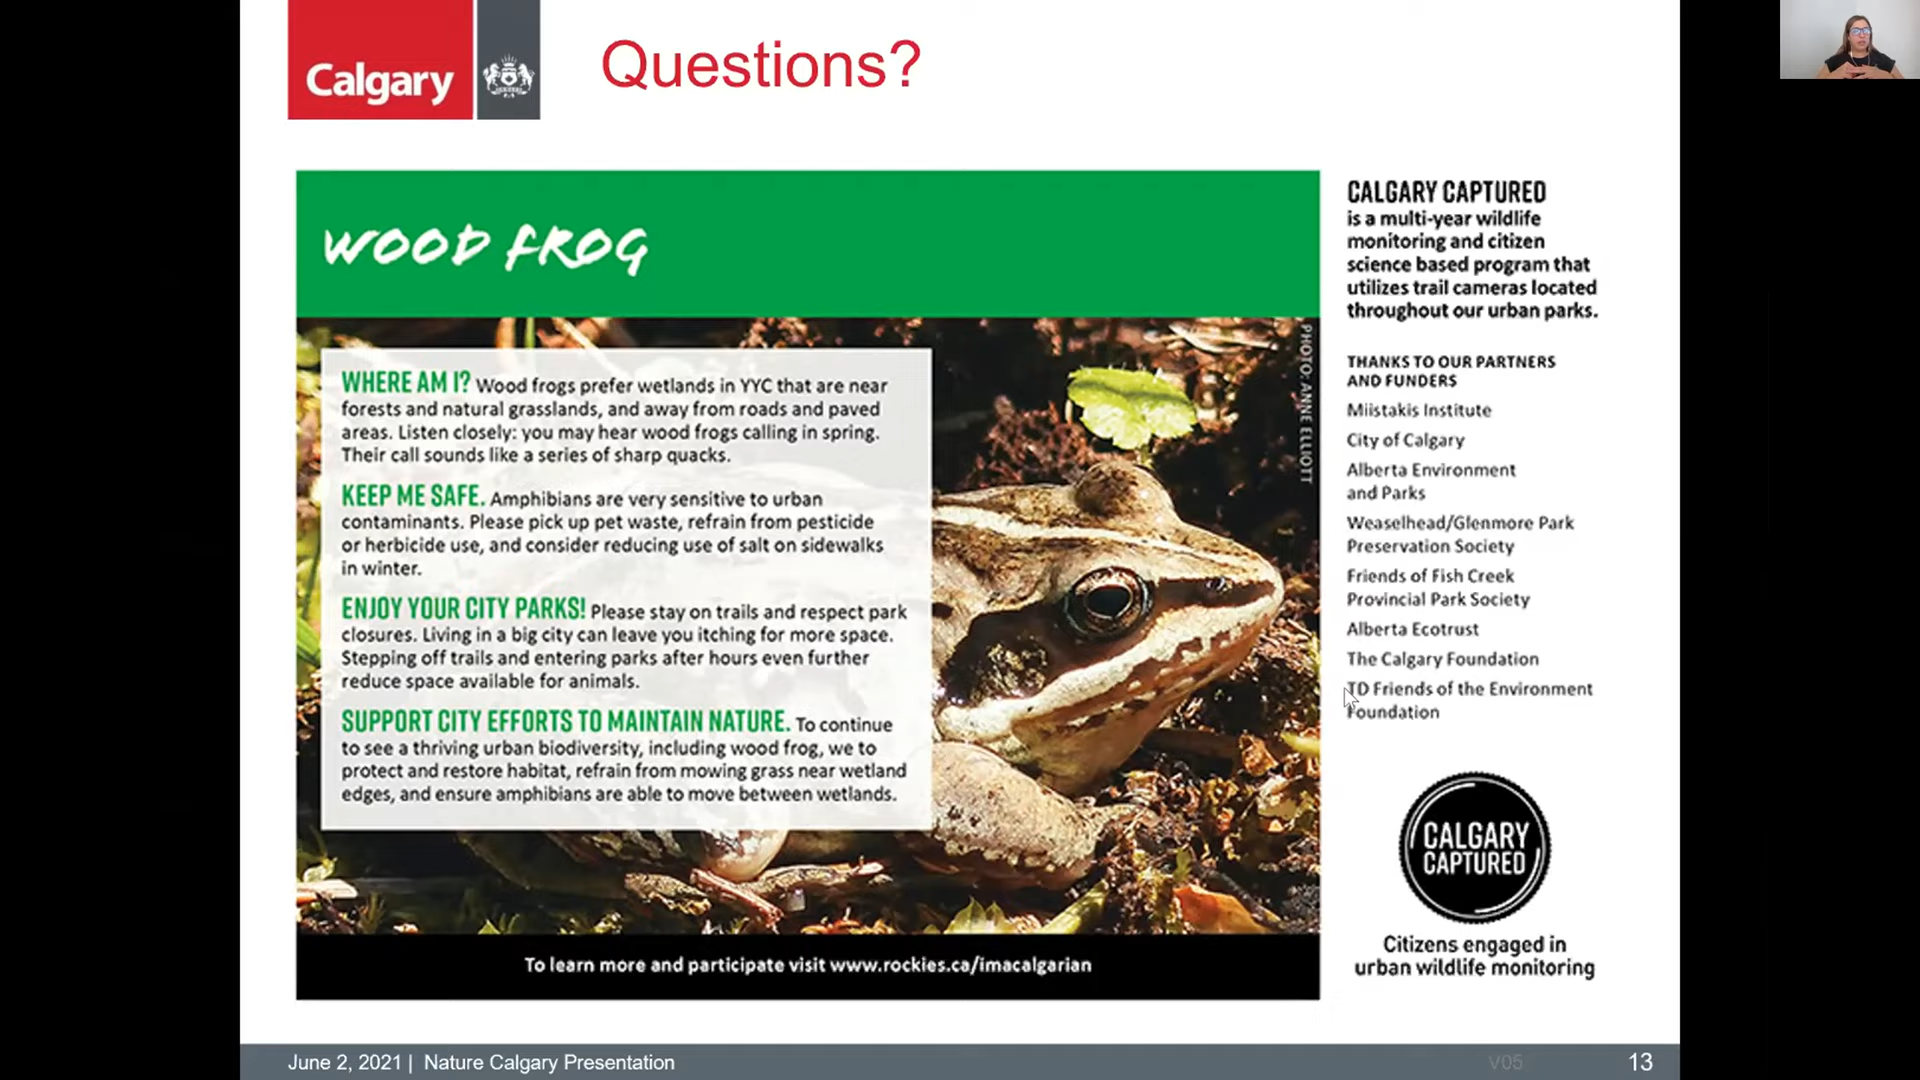 Calgary
Questions?
WOOD FROG
PHOTO: ANNE ELLIOTT
WHERE AM I? Wood frogs prefer wetlands in YYC that are near
forests and natural grasslands, and away from roads and paved
areas. Listen closely: you may hear wood frogs calling in spring.
Their call sounds like a series of sharp quacks.
KEEP ME SAFE. Amphibians are very sensitive to urban
contaminants. Please pick up pet waste, refrain from pesticide
or herbicide use, and consider reducing use of salt on sidewalks
in winter.
ENJOY YOUR CITY PARKS! Please stay on trails and respect park
closures. Living in a big city can leave you itching for more space.
Stepping off trails and entering parks after hours even further
reduce space available for animals.
SUPPORT CITY EFFORTS TO MAINTAIN NATURE. To continue
to see a thriving urban biodiversity, including wood frog, we to
protect and restore habitat, refrain from mowing grass near wetland
edges, and ensure amphibians are able to move between wetlands.
To learn more and participate visit www.rockies.ca/imacalgarian
CALGARY CAPTURED
is a multi-year wildlife
monitoring and citizen
science based program that
utilizes trail cameras located
throughout our urban parks.
THANKS TO OUR PARTNERS
AND FUNDERS
Miistakis Institute
City of Calgary
Alberta Environment
and Parks
Weaselhead/Glenmore Park
Preservation Society
Friends of Fish Creek
Provincial Park Society
Alberta Ecotrust
The Calgary Foundation
TD Friends of the Environment
Foundation
CALGARY
CAPTURED
Citizens engaged in
urban wildlife monitoring
June 2, 2021 | Nature Calgary Presentation
V05
13